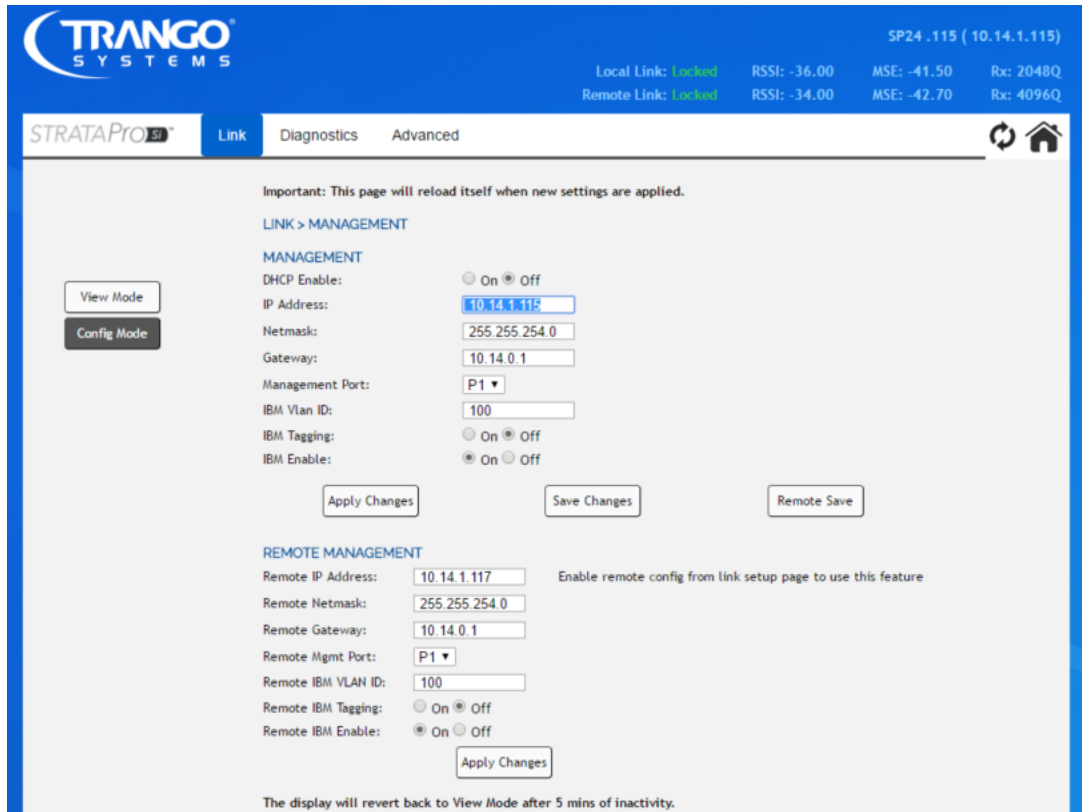 TRANGO®
SYSTEMS
SP24 .115 ( 10.14.1.115)
Local Link: Locked RSSI: -36.00 MSE: -41.50 Rx: 2048Q
Remote Link: Locked RSSI: -34.00 MSE: -42.70 Rx: 4096Q
STRATAPro Si™ Link Diagnostics Advanced
Important: This page will reload itself when new settings are applied.
LINK > MANAGEMENT
MANAGEMENT
DHCP Enable: On Off
View Mode
IP Address: 10.14.1.115
Config Mode
Netmask: 255.255.254.0
Gateway: 10.14.0.1
Management Port: P1
IBM Vlan ID: 100
IBM Tagging: On Off
IBM Enable: On Off
Apply Changes Save Changes Remote Save
REMOTE MANAGEMENT
Remote IP Address: 10.14.1.117 Enable remote config from link setup page to use this feature
Remote Netmask: 255.255.254.0
Remote Gateway: 10.14.0.1
Remote Mgmt Port: P1
Remote IBM VLAN ID: 100
Remote IBM Tagging: On Off
Remote IBM Enable: On Off
Apply Changes
The display will revert back to View Mode after 5 mins of inactivity.